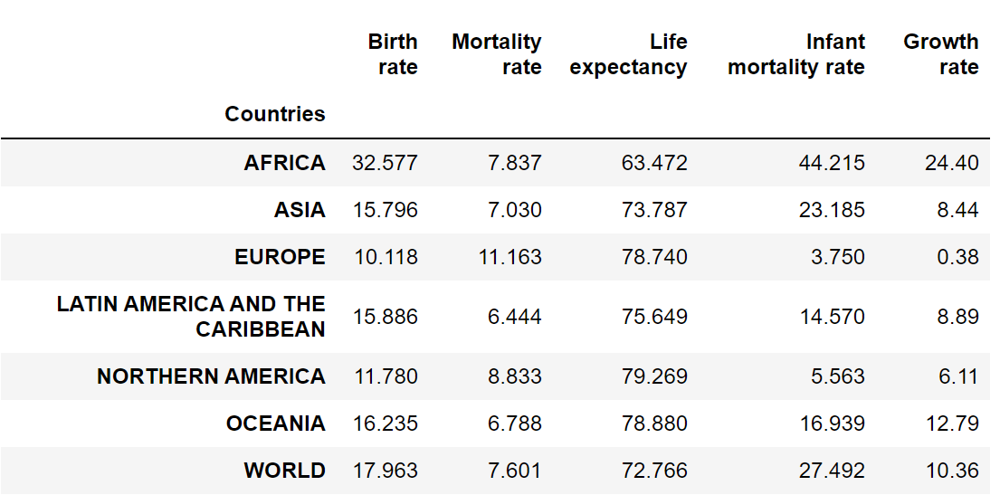 Birth rate Mortality rate Life expectancy Infant mortality rate Growth rate
Countries
AFRICA 32.577 7.837 63.472 44.215 24.40
ASIA 15.796 7.030 73.787 23.185 8.44
EUROPE 10.118 11.163 78.740 3.750 0.38
LATIN AMERICA AND THE CARIBBEAN 15.886 6.444 75.649 14.570 8.89
NORTHERN AMERICA 11.780 8.833 79.269 5.563 6.11
OCEANIA 16.235 6.788 78.880 16.939 12.79
WORLD 17.963 7.601 72.766 27.492 10.36